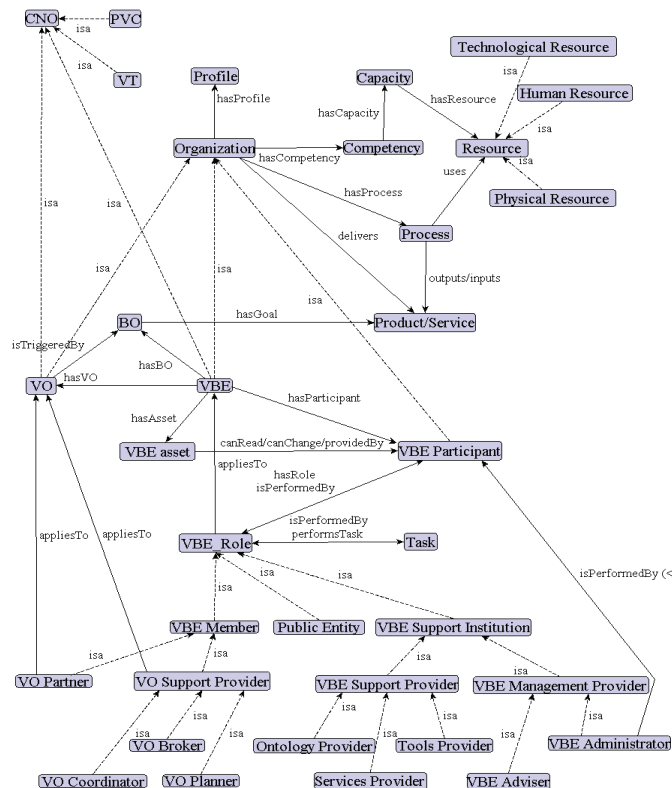 CNO
isa
PVC
isa
VT
Technological Resource
Profile
Capacity
isa
hasProfile
hasResource
Human Resource
hasCapacity
isa
Organization
hasCompetency
Competency
Resource
isa
uses
Physical Resource
isa
isa
hasProcess
delivers
Process
isa
isa
outputs/inputs
isa
BO
hasGoal
Product/Service
isTriggeredBy
hasBO
VO
hasVO
VBE
hasParticipant
hasAsset
VBE asset
canRead/canChange/providedBy
VBE Participant
appliesTo
hasRole
isPerformedBy
appliesTo
appliesTo
isPerformedBy
performsTask
VBE_Role
Task
isPerformedBy (<
isa
isa
isa
VBE Member
Public Entity
VBE Support Institution
isa
isa
isa
isa
VO Partner
VO Support Provider
VBE Support Provider
VBE Management Provider
isa
isa
isa
isa
isa
isa
isa
isa
VO Broker
Ontology Provider
Tools Provider
VBE Administrator
VO Coordinator
VO Planner
Services Provider
VBE Adviser